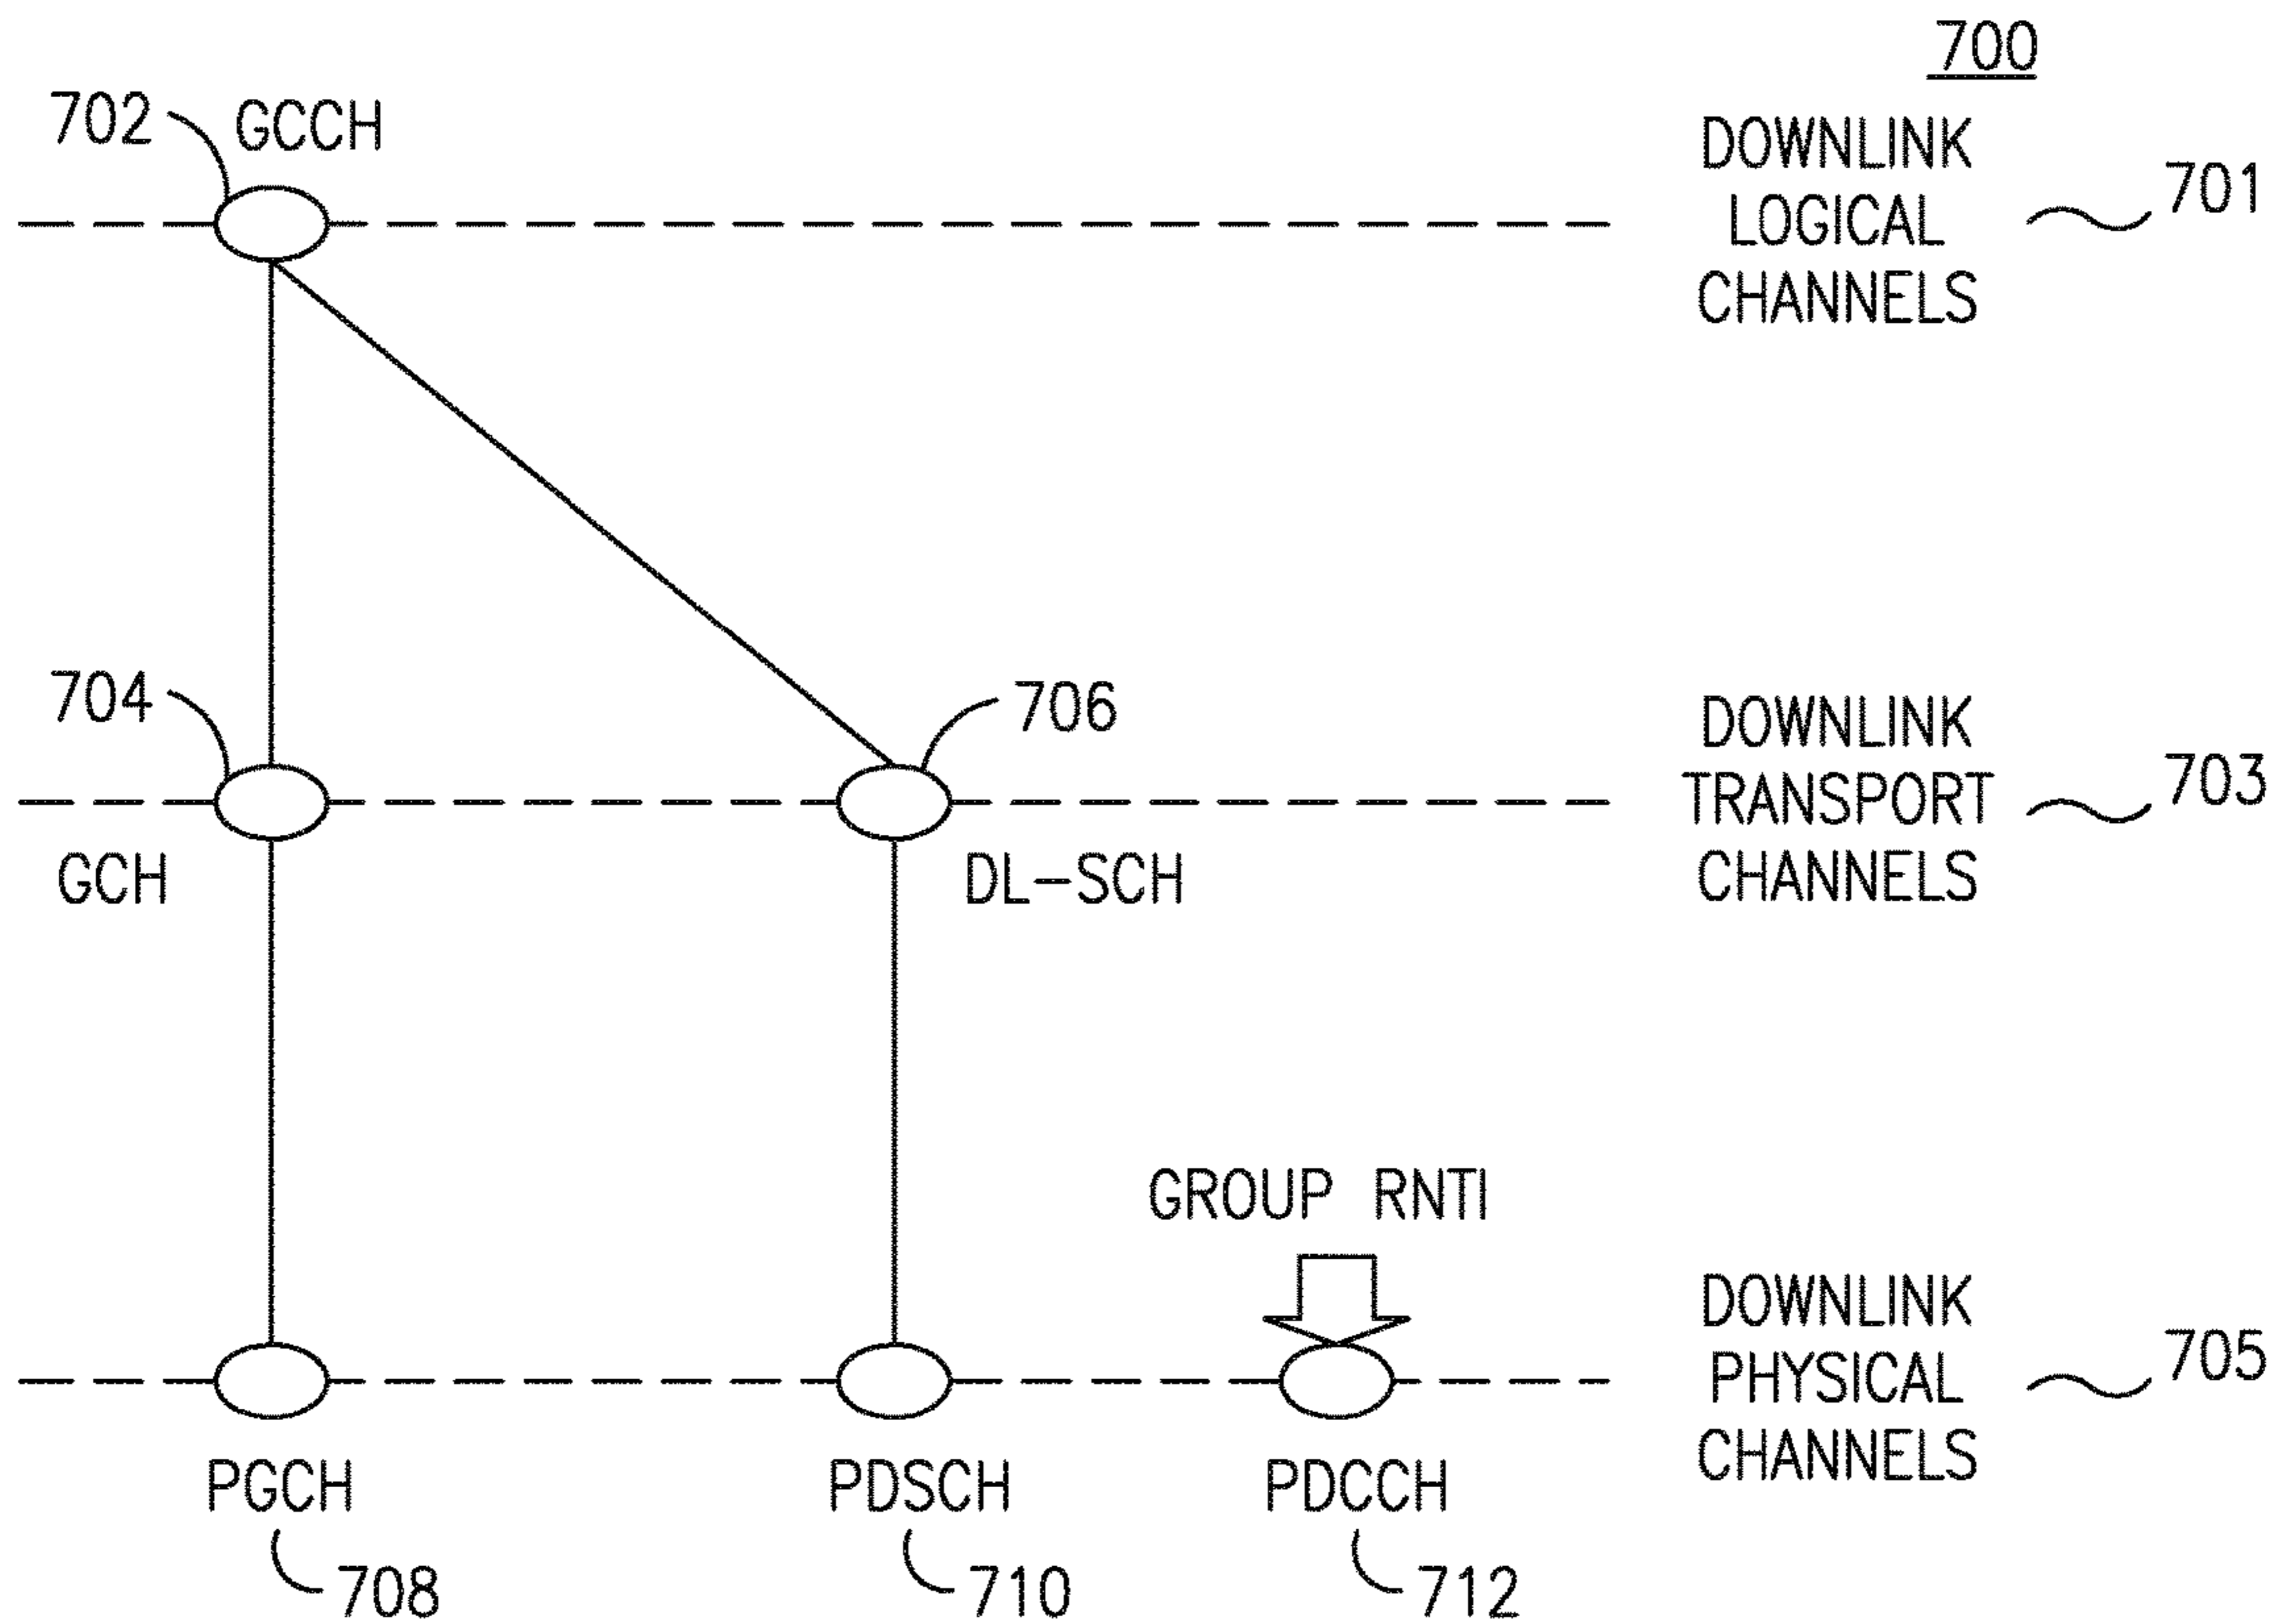 700
702
GCCH
DOWNLINK
LOGICAL
CHANNELS
701
704
706
DOWNLINK
TRANSPORT
CHANNELS
703
GCH
DL-SCH
GROUP RNTI
DOWNLINK
PHYSICAL
CHANNELS
705
PGCH
PDSCH
PDCCH
708
710
712